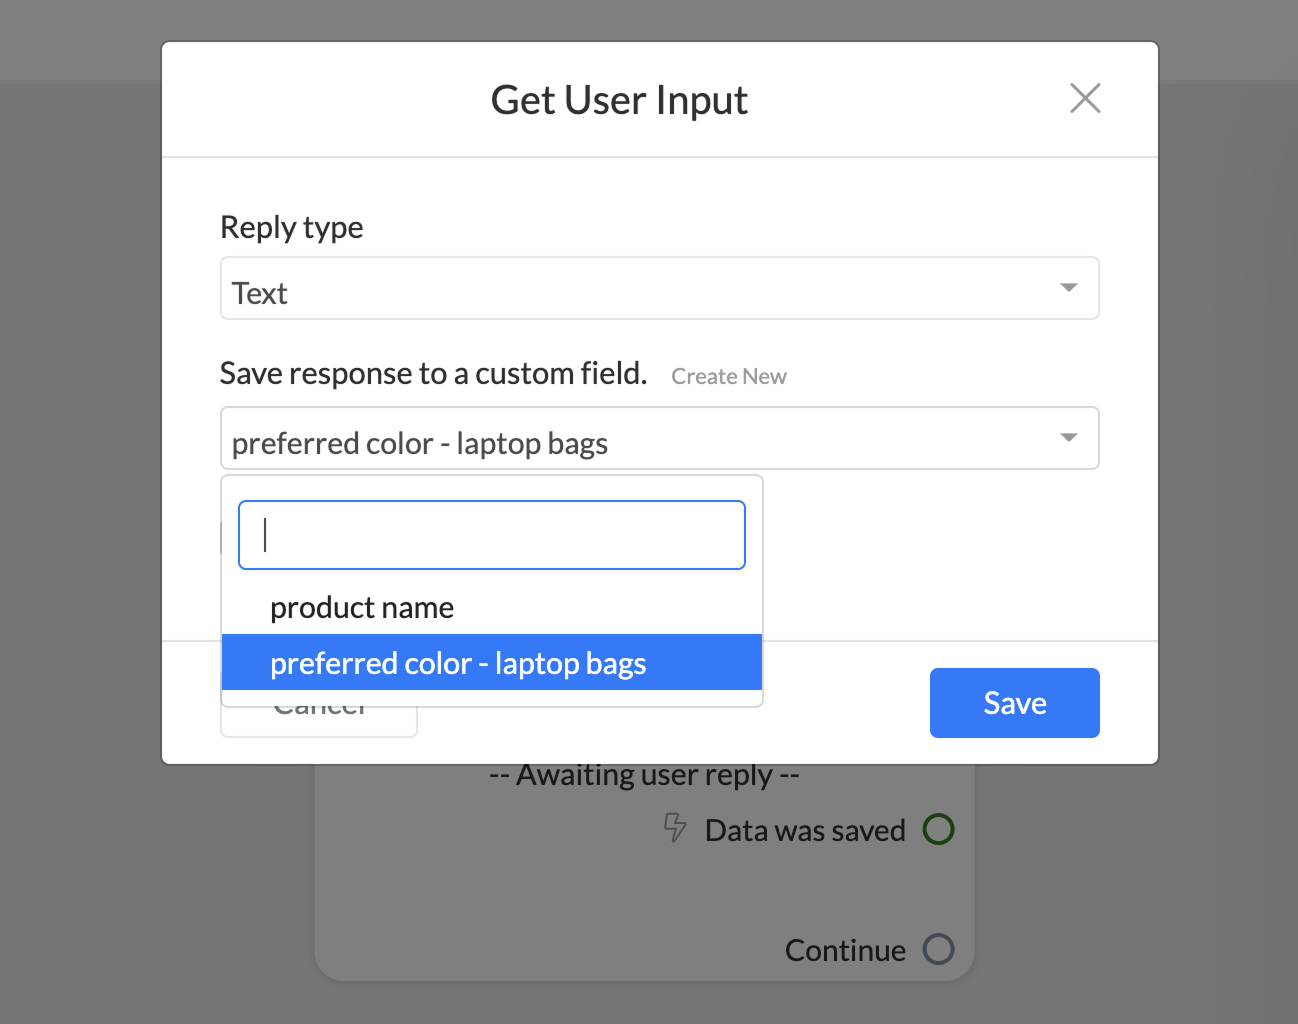 Get User Input
Reply type
Text
Save response to a custom field. Create New
preferred color - laptop bags
product name
preferred color - laptop bags
Cancel
Save
-- Awaiting user reply --
Data was saved
Continue